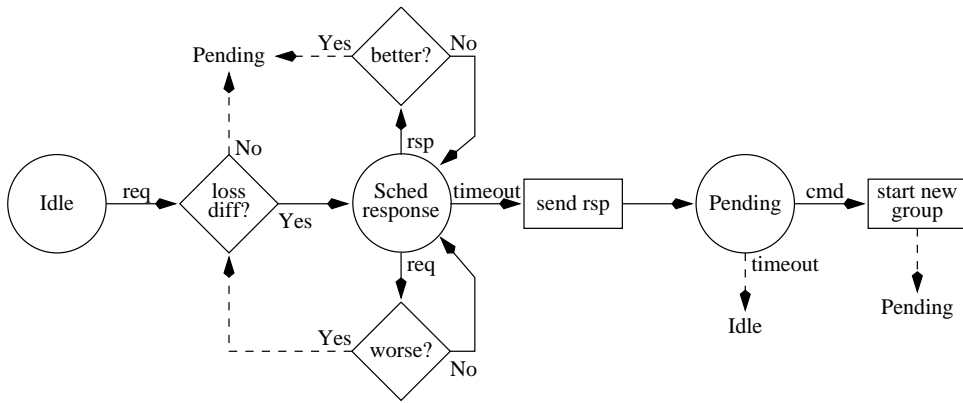 Pending
Yes
better?
No
rsp
Idle
req
No
loss
diff?
Yes
Sched
response
timeout
send rsp
Pending
cmd
start new
group
req
timeout
Yes
worse?
No
Idle
Pending